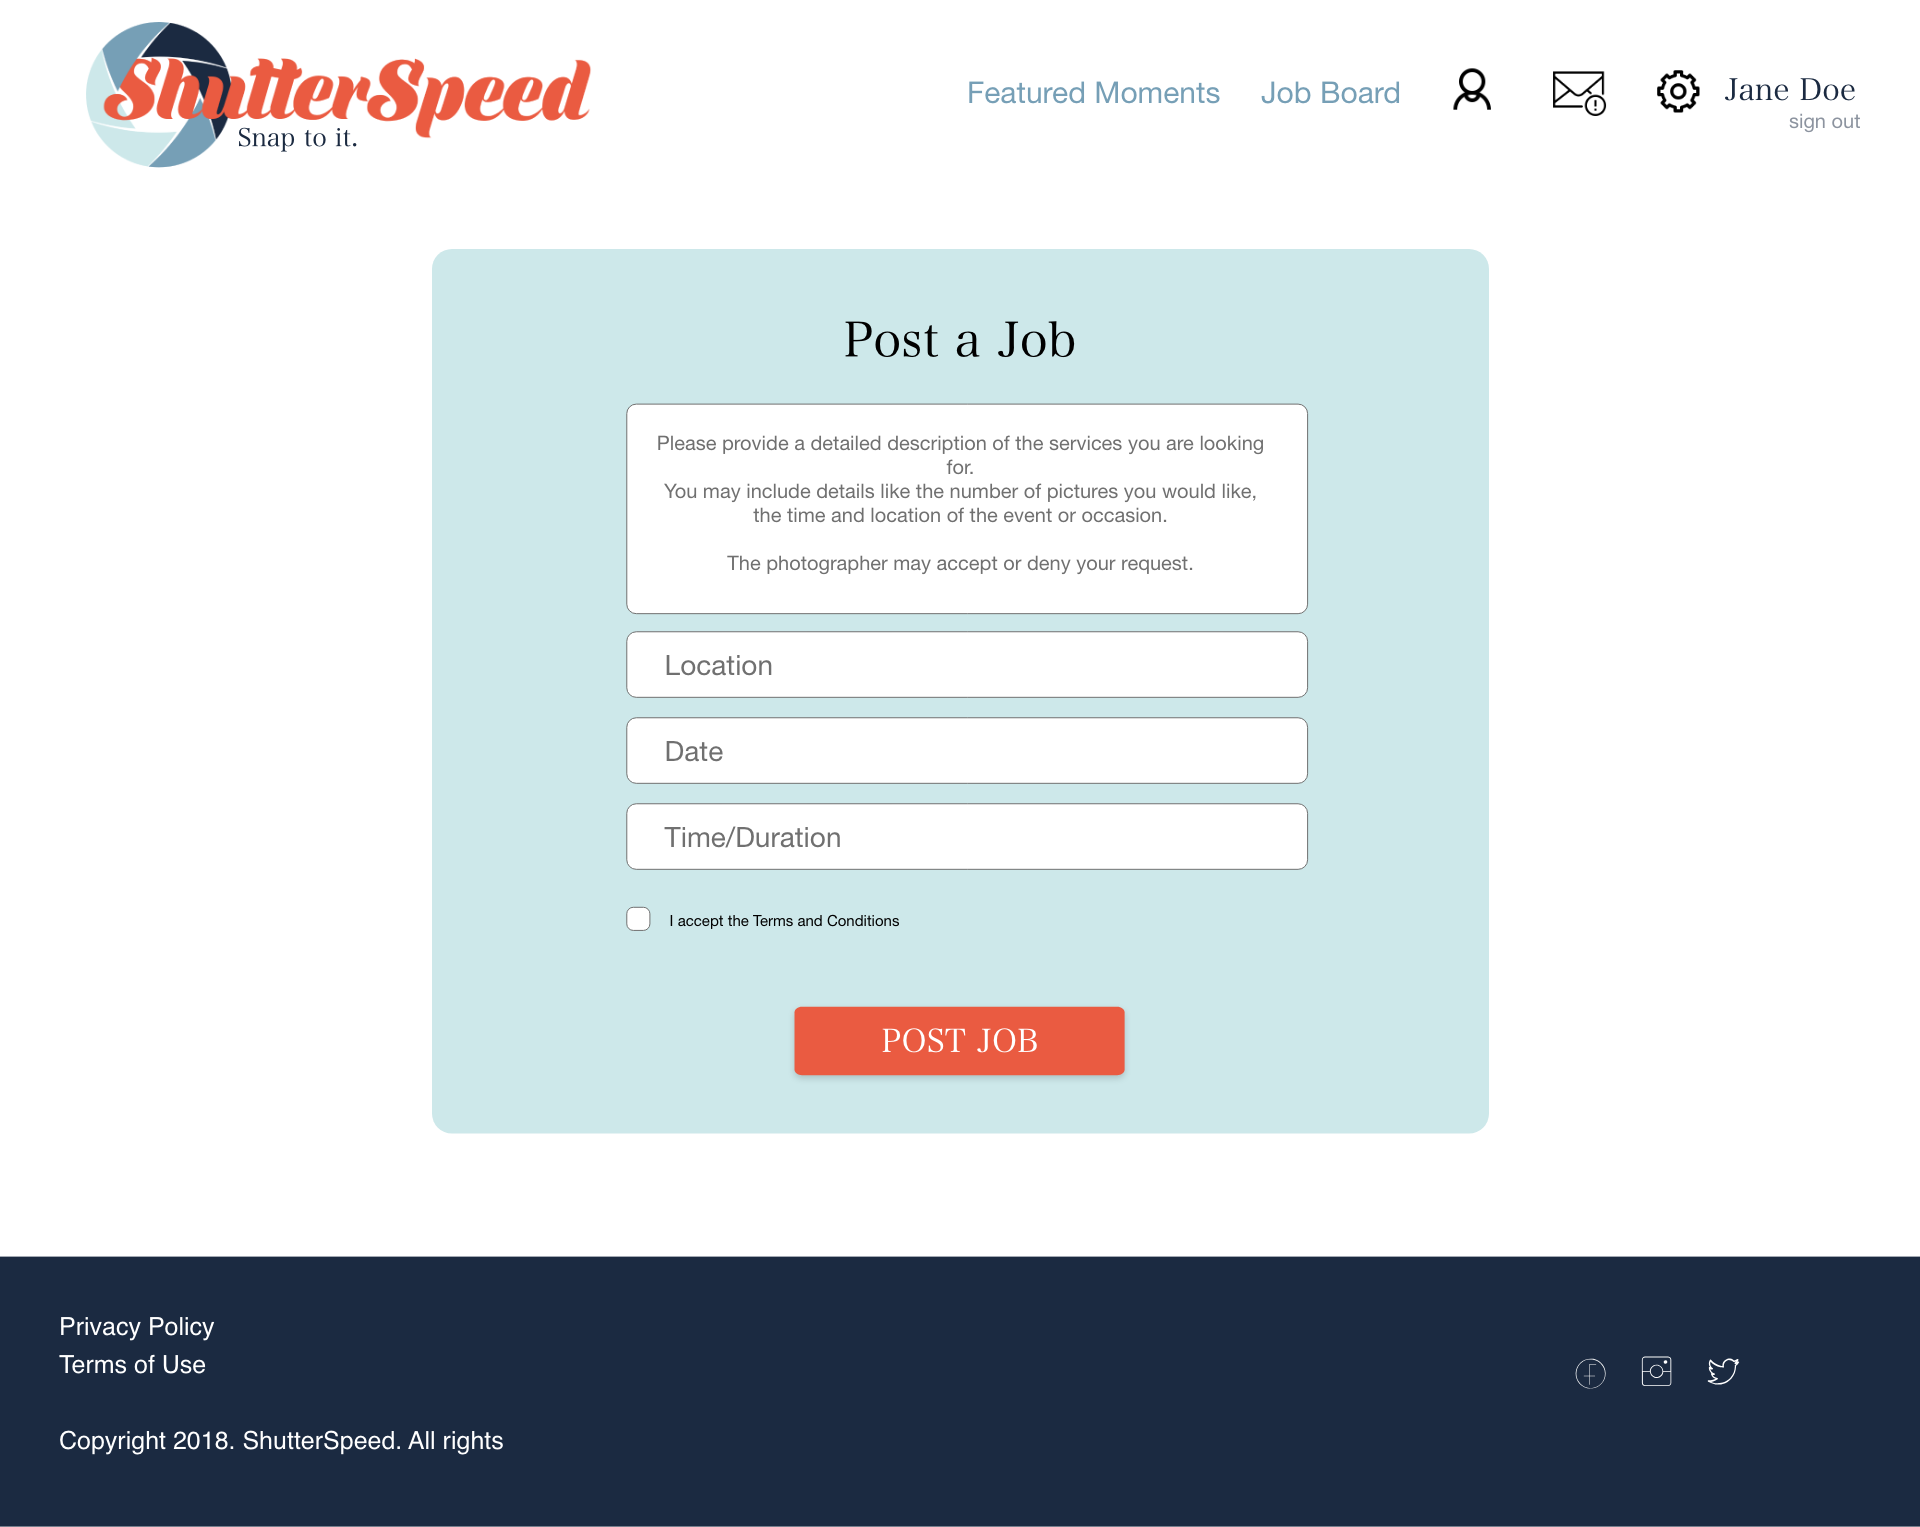 ShutterSpeed
Snap to it.
Featured Moments
Job Board
Jane Doe
sign out
Post a Job
Please provide a detailed description of the services you are looking
for.
You may include details like the number of pictures you would like,
the time and location of the event or occasion.
The photographer may accept or deny your request.
Location
Date
Time/Duration
I accept the Terms and Conditions
POST JOB
Privacy Policy
Terms of Use
Copyright 2018. ShutterSpeed. All rights